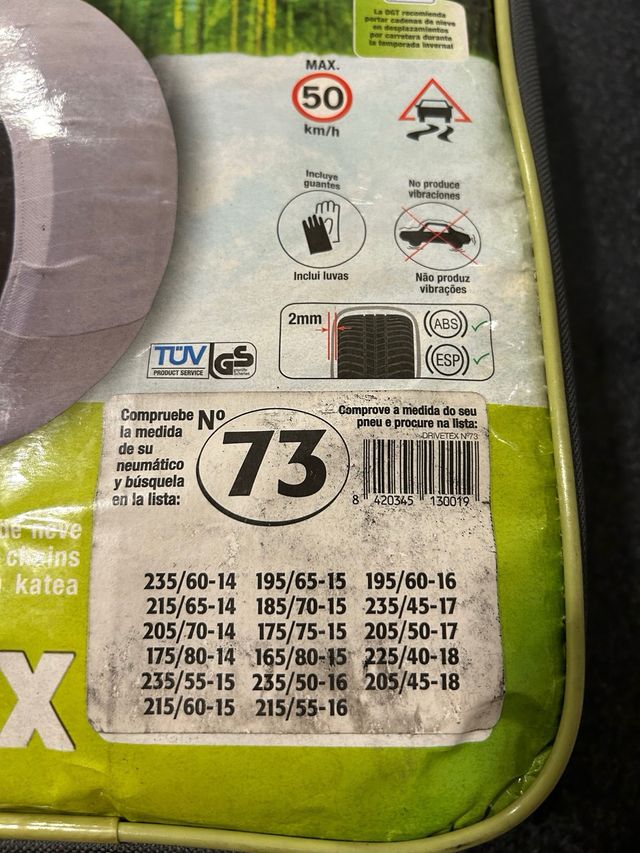 La DGT recomienda
portar cadenas de nieve
en desplazamientos
por carretera durante
la temporada invernal
MAX.
50
km/h
Incluye
guantes
Inclui luvas
No produce
vibraciones
Não produz
vibrações
2mm
ABS
ESP
TÜV
PRODUCT SERVICE
GS
geprüfte
Sicherheit
Compruebe
la medida
de su
neumático
y búsquela
en la lista:
Nº
73
Comprove a medida do seu
pneu e procure na lista:
DRIVETEX Nº73
8 420345 130019
de neve
chains
katea
X
235/60-14 195/65-15 195/60-16
215/65-14 185/70-15 235/45-17
205/70-14 175/75-15 205/50-17
175/80-14 165/80-15 225/40-18
235/55-15 235/50-16 205/45-18
215/60-15 215/55-16